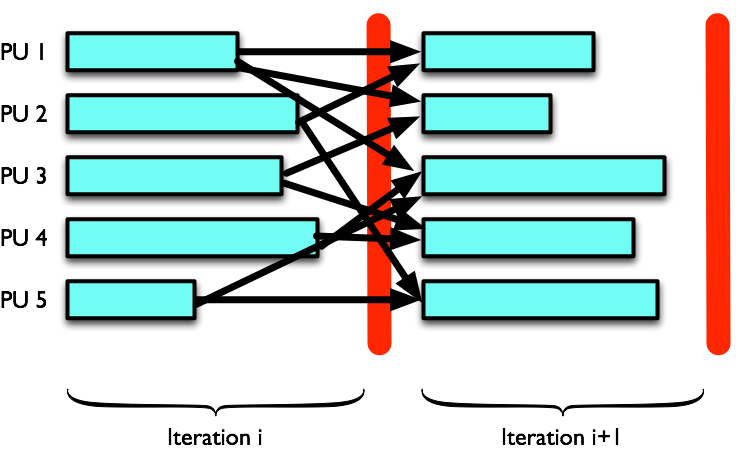 PU 1
PU 2
PU 3
PU 4
PU 5
Iteration i
Iteration i+1